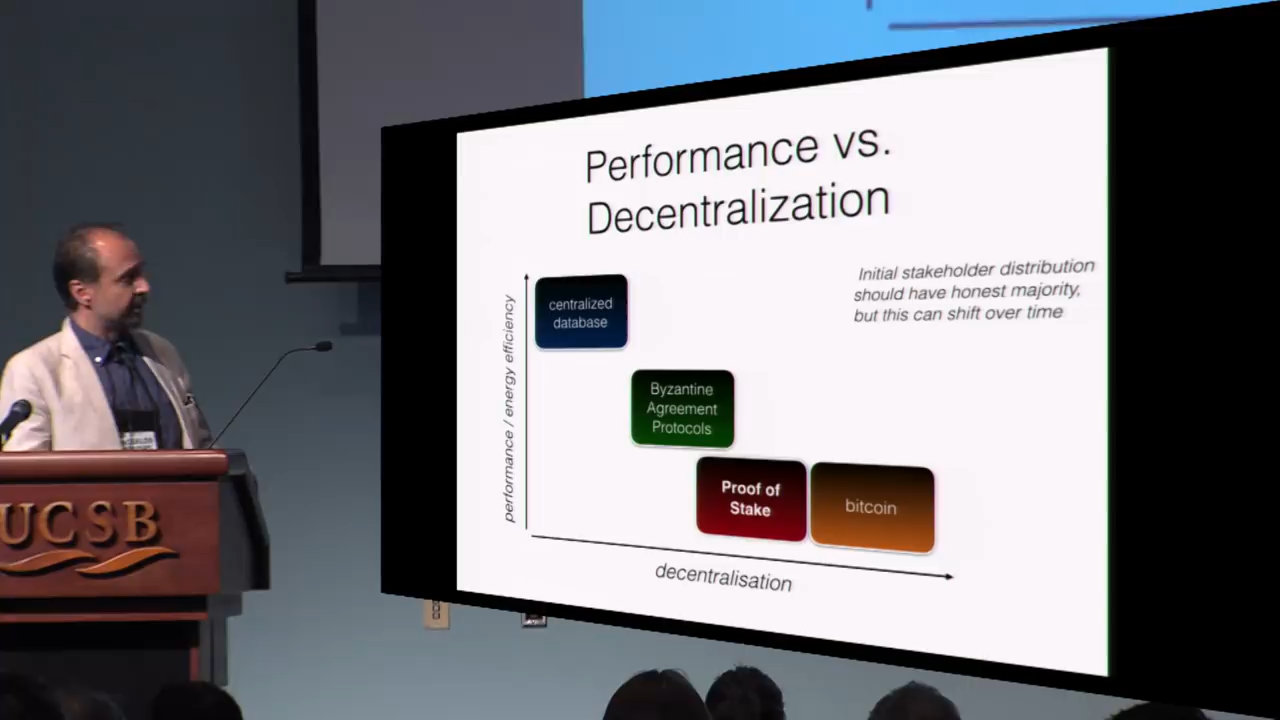 Performance vs.
Decentralization
Initial stakeholder distribution
should have honest majority,
but this can shift over time
performance / energy efficiency
centralized
database
Byzantine
Agreement
Protocols
Proof of
Stake
bitcoin
decentralisation
UCSB